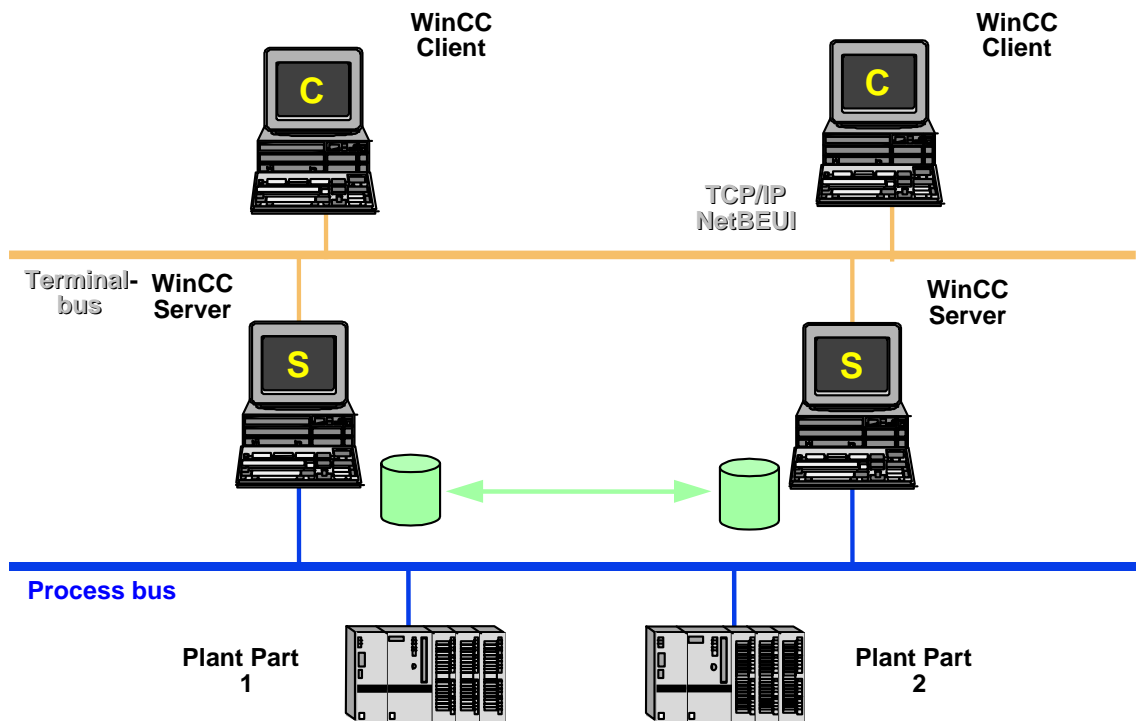 WinCC
Client
WinCC
Client
C
C
TCP/IP
NetBEUI
Terminal-
bus
WinCC
Server
WinCC
Server
S
S
Process bus
Plant Part
1
Plant Part
2